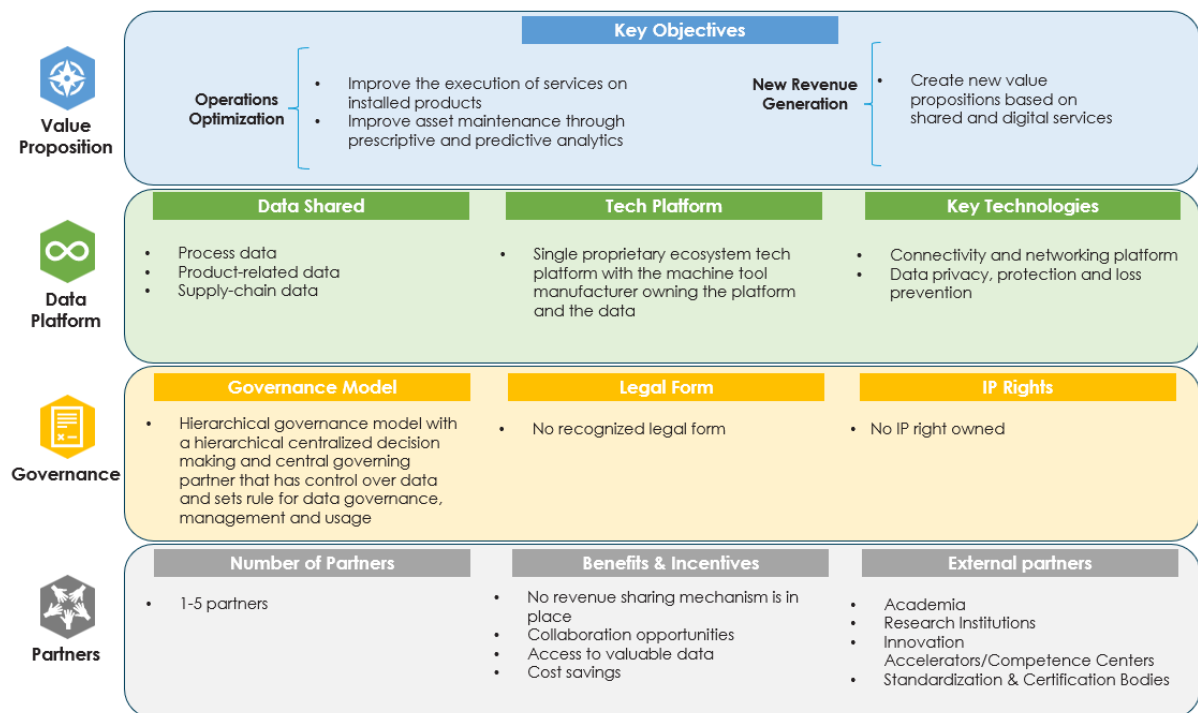 Key Objectives
Value
Proposition
Operations
Optimization
• Improve the execution of services on
installed products
• Improve asset maintenance through
prescriptive and predictive analytics
New Revenue
Generation
• Create new value
propositions based on
shared and digital services
Data
Platform
Data Shared
• Process data
• Product-related data
• Supply-chain data
Tech Platform
• Single proprietary ecosystem tech
platform with the machine tool
manufacturer owning the platform
and the data
Key Technologies
• Connectivity and networking platform
• Data privacy, protection and loss
prevention
Governance
Governance Model
• Hierarchical governance model with
a hierarchical centralized decision
making and central governing
partner that has control over data
and sets rule for data governance,
management and usage
Legal Form
• No recognized legal form
IP Rights
• No IP right owned
Partners
Number of Partners
• 1-5 partners
Benefits & Incentives
• No revenue sharing mechanism is in
place
• Collaboration opportunities
• Access to valuable data
• Cost savings
External partners
• Academia
• Research Institutions
• Innovation
Accelerators/Competence Centers
• Standardization & Certification Bodies